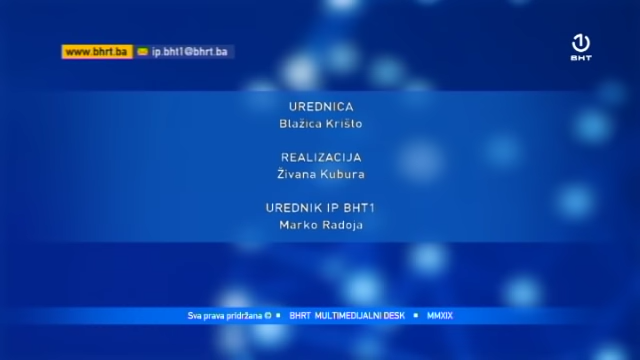 www.bhrt.ba ip.bht1@bhrt.ba
1
BHT
UREDNICA
Blažica Krišto
REALIZACIJA
Živana Kubura
UREDNIK IP BHT1
Marko Radoja
Sva prava pridržana © ▪ BHRT MULTIMEDIJALNI DESK ▪ MMXIX